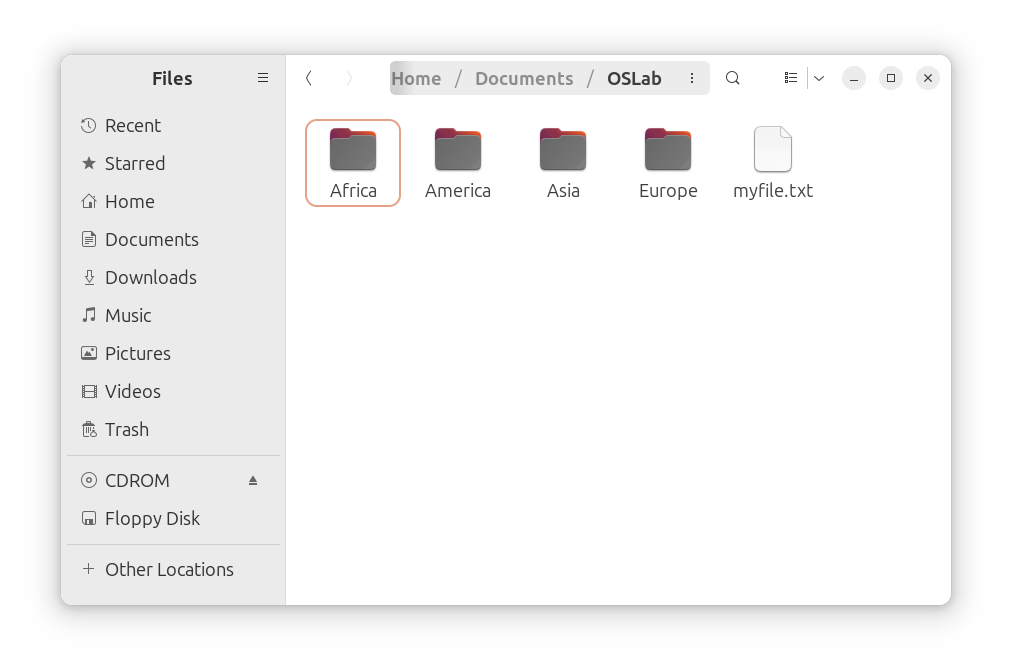 Files
Home / Documents / OSLab
Recent
Starred
Home
Documents
Downloads
Music
Pictures
Videos
Trash
CDROM
Floppy Disk
Other Locations
Africa
America
Asia
Europe
myfile.txt